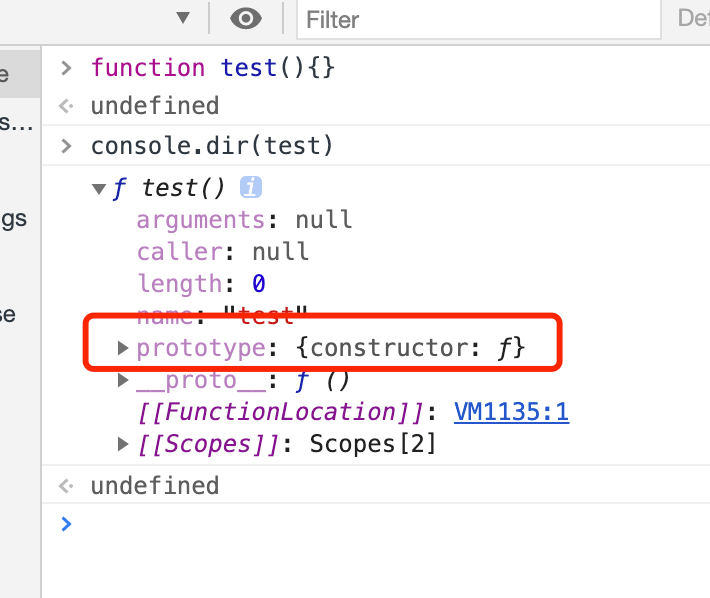 ▼ Filter Def
e
s...
gs
se
> function test(){}
<· undefined
> console.dir(test)
▼ ƒ test() i
arguments: null
caller: null
length: 0
name: "test"
▶ prototype: {constructor: ƒ}
▶ __proto__: ƒ ()
[[FunctionLocation]]: VM1135:1
▶ [[Scopes]]: Scopes[2]
<· undefined
>